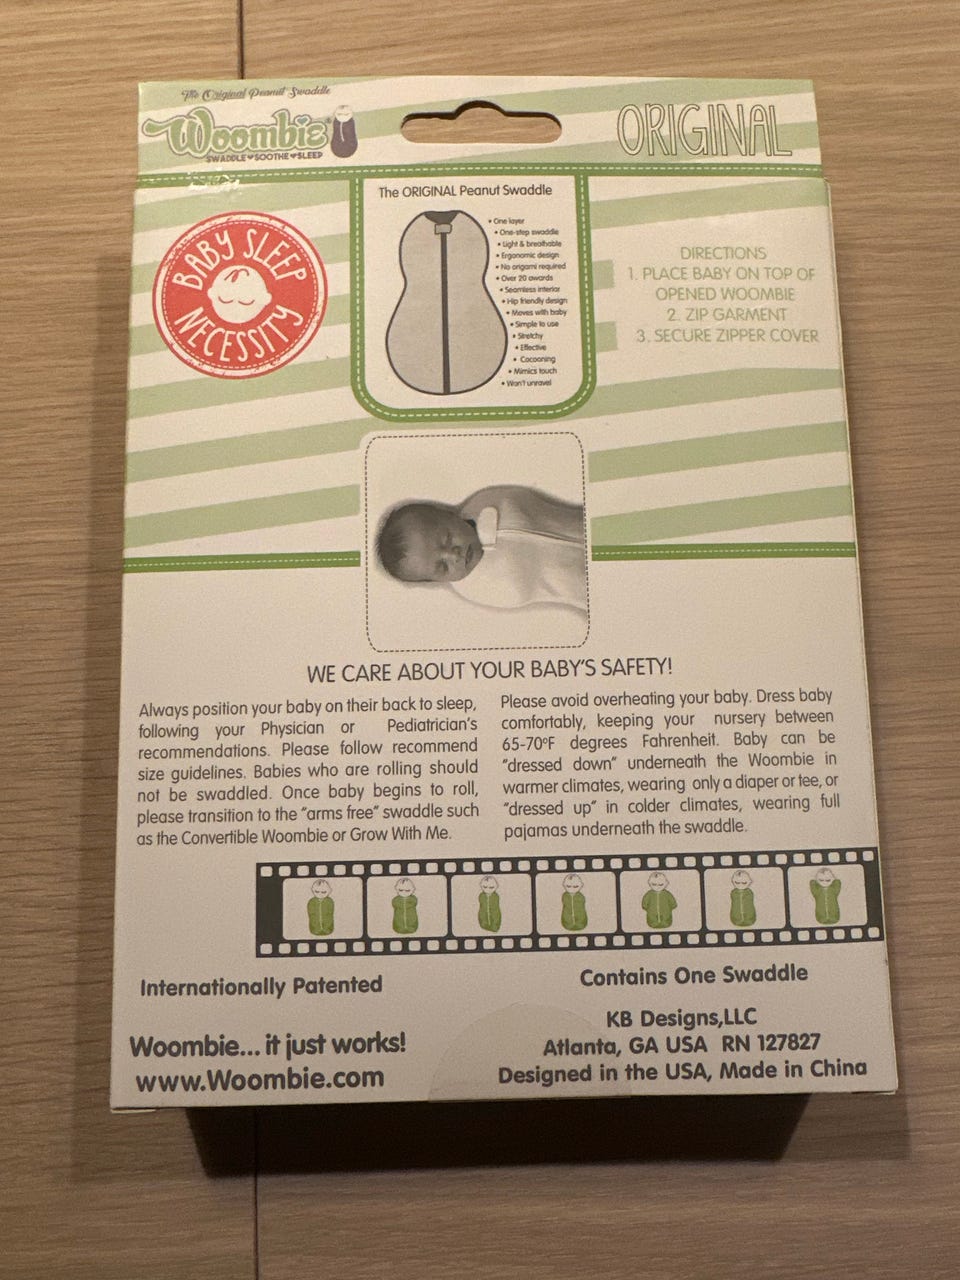 The Original Peanut Swaddle
Woombie®
SWADDLE♥SOOTHE♥SLEEP
ORIGINAL
BABY SLEEP
NECESSITY
The ORIGINAL Peanut Swaddle
• One layer
• One-step swaddle
• Light & breathable
• Ergonomic design
• No origami required
• Over 20 awards
• Seamless interior
• Hip friendly design
• Moves with baby
• Simple to use
• Stretchy
• Effective
• Cocooning
• Mimics touch
• Won't unravel
DIRECTIONS
1. PLACE BABY ON TOP OF
OPENED WOOMBIE
2. ZIP GARMENT
3. SECURE ZIPPER COVER
WE CARE ABOUT YOUR BABY'S SAFETY!
Always position your baby on their back to sleep,
following your Physician or Pediatrician's
recommendations. Please follow recommend
size guidelines. Babies who are rolling should
not be swaddled. Once baby begins to roll,
please transition to the "arms free" swaddle such
as the Convertible Woombie or Grow With Me.
Please avoid overheating your baby. Dress baby
comfortably, keeping your nursery between
65-70°F degrees Fahrenheit. Baby can be
"dressed down" underneath the Woombie in
warmer climates, wearing only a diaper or tee, or
"dressed up" in colder climates, wearing full
pajamas underneath the swaddle.
Internationally Patented
Woombie... it just works!
www.Woombie.com
Contains One Swaddle
KB Designs,LLC
Atlanta, GA USA RN 127827
Designed in the USA, Made in China